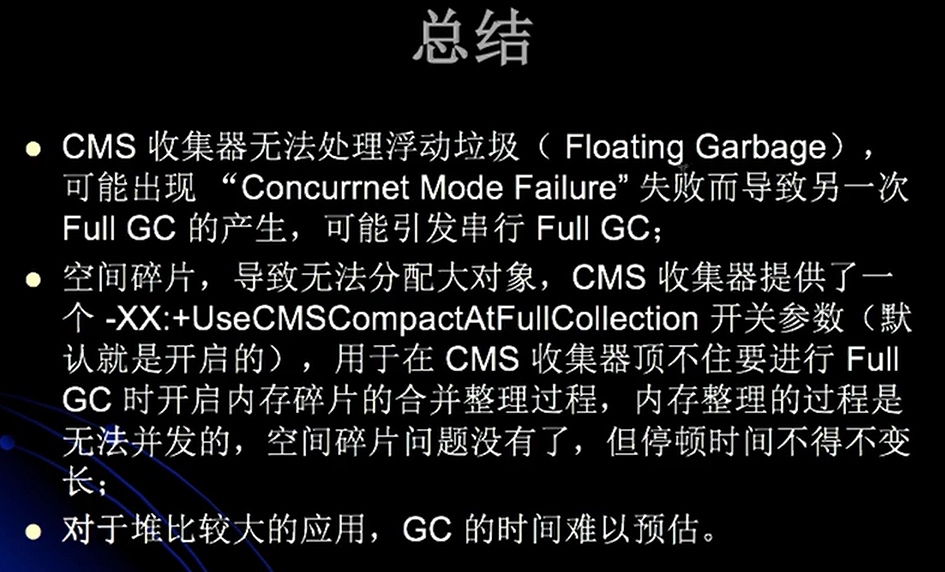 总结
CMS 收集器无法处理浮动垃圾（ Floating Garbage），
可能出现 “Concurrnet Mode Failure” 失败而导致另一次
Full GC 的产生，可能引发串行 Full GC；
空间碎片，导致无法分配大对象，CMS 收集器提供了一
个 -XX:+UseCMSCompactAtFullCollection 开关参数（默
认就是开启的），用于在 CMS 收集器顶不住要进行 Full
GC 时开启内存碎片的合并整理过程，内存整理的过程是
无法并发的，空间碎片问题没有了，但停顿时间不得不变
长；
对于堆比较大的应用，GC 的时间难以预估。